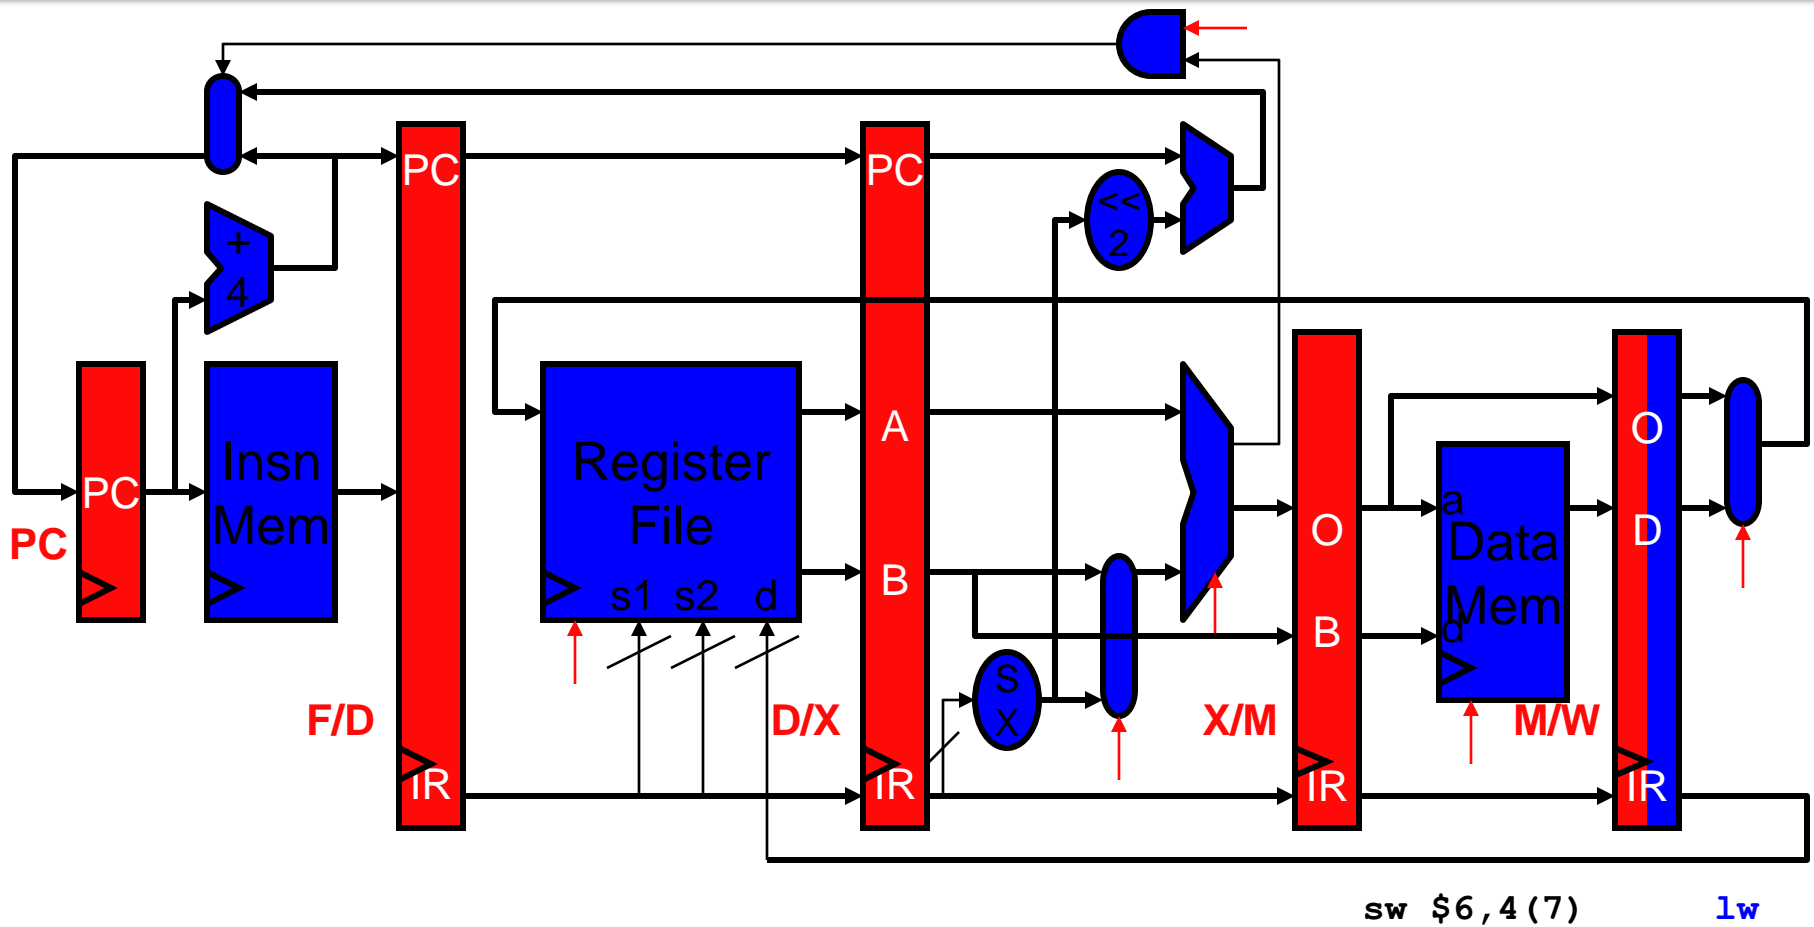 PC
PC
<<
2
+
4
A
O
Insn
Mem
Register
File
PC
a
Data
Mem
d
O
D
PC
B
s1 s2 d
B
S
X
F/D
D/X
X/M
M/W
IR
IR
IR
IR
sw $6,4(7)
lw